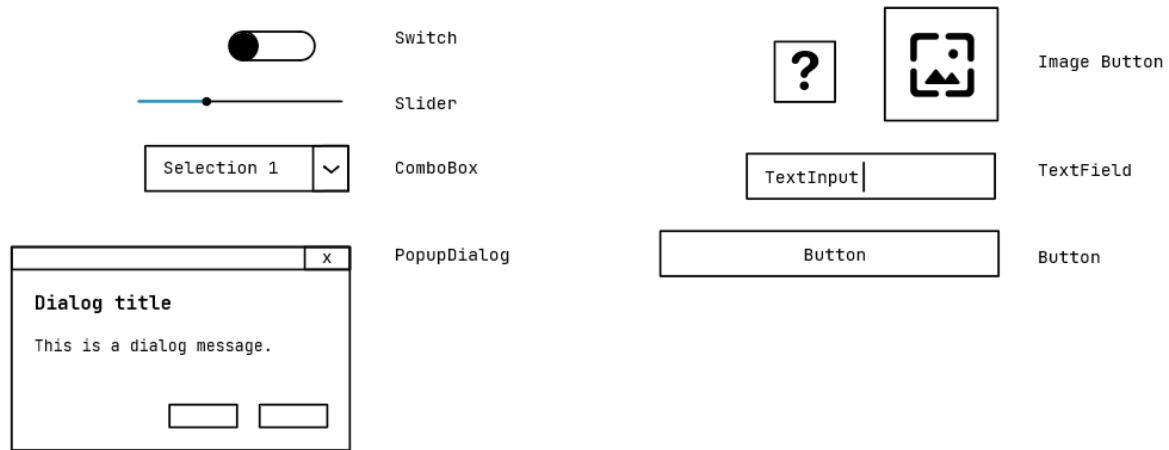 Switch
Slider
Selection 1
ComboBox
x
PopupDialog
Dialog title
This is a dialog message.
?
Image Button
TextInput
TextField
Button
Button